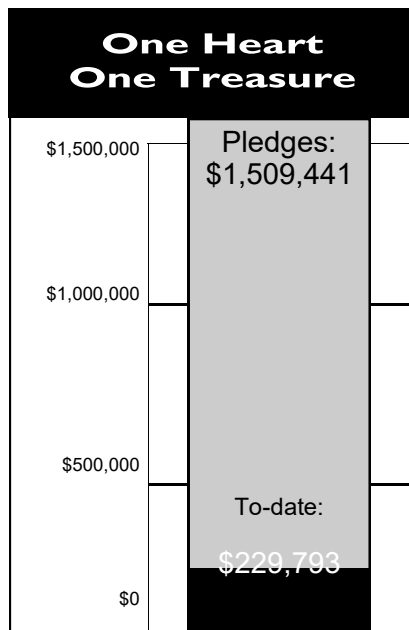 One Heart
One Treasure
Pledges:
$1,509,441
$1,500,000
$1,000,000
$500,000
To-date:
$229,793
$0